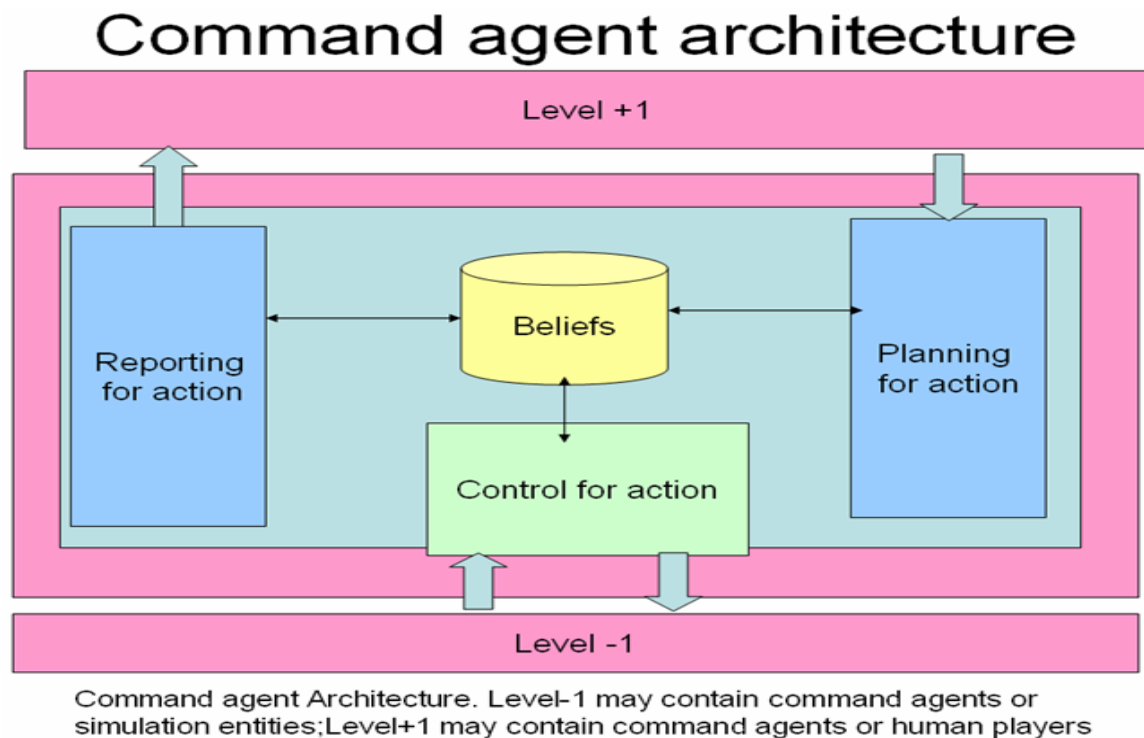 Command agent architecture
Level +1
Reporting
for action
Beliefs
Planning
for action
Control for action
Level -1
Command agent Architecture. Level-1 may contain command agents or
simulation entities;Level+1 may contain command agents or human players